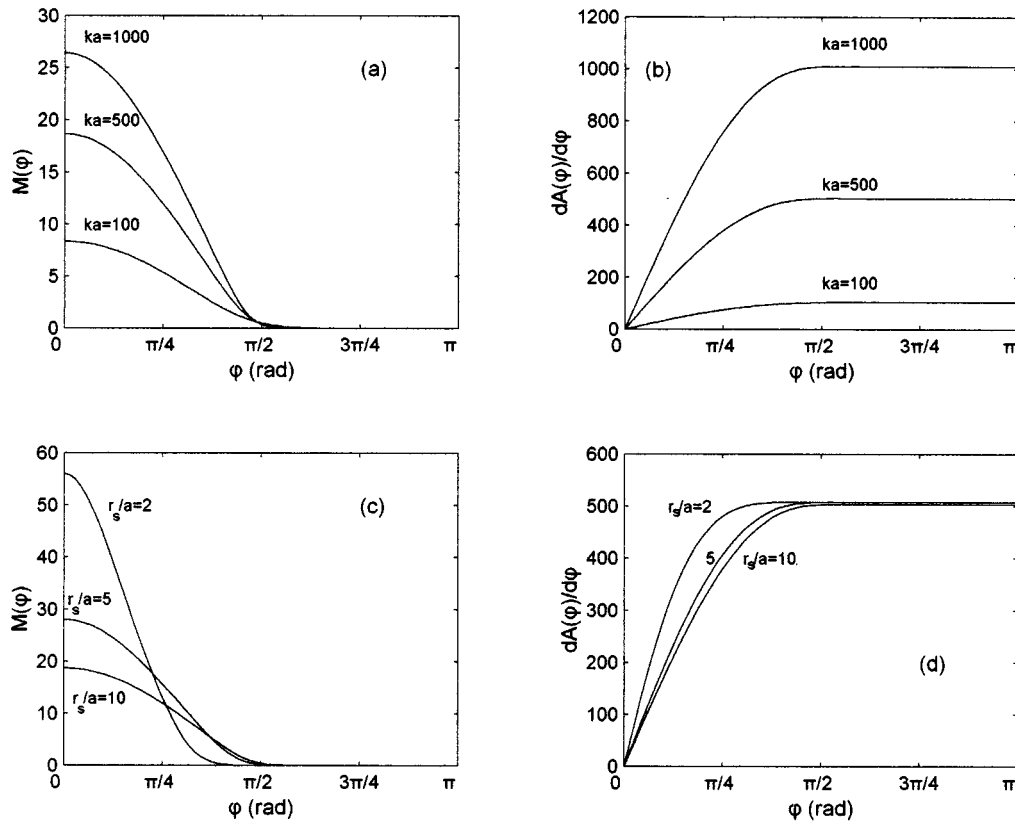 30
25
20
15
10
5
0
M(φ)
ka=1000
ka=500
ka=100
(a)
0
π/4
π/2
3π/4
π
φ (rad)
1200
1000
800
600
400
200
0
dA(φ)/dφ
ka=1000
(b)
ka=500
ka=100
0
π/4
π/2
3π/4
π
φ (rad)
60
50
40
30
20
10
0
M(φ)
r_s/a=2
(c)
r_s/a=5
r_s/a=10
0
π/4
π/2
3π/4
π
φ (rad)
600
500
400
300
200
100
0
dA(φ)/dφ
r_s/a=2
5
r_s/a=10
(d)
0
π/4
π/2
3π/4
π
φ (rad)